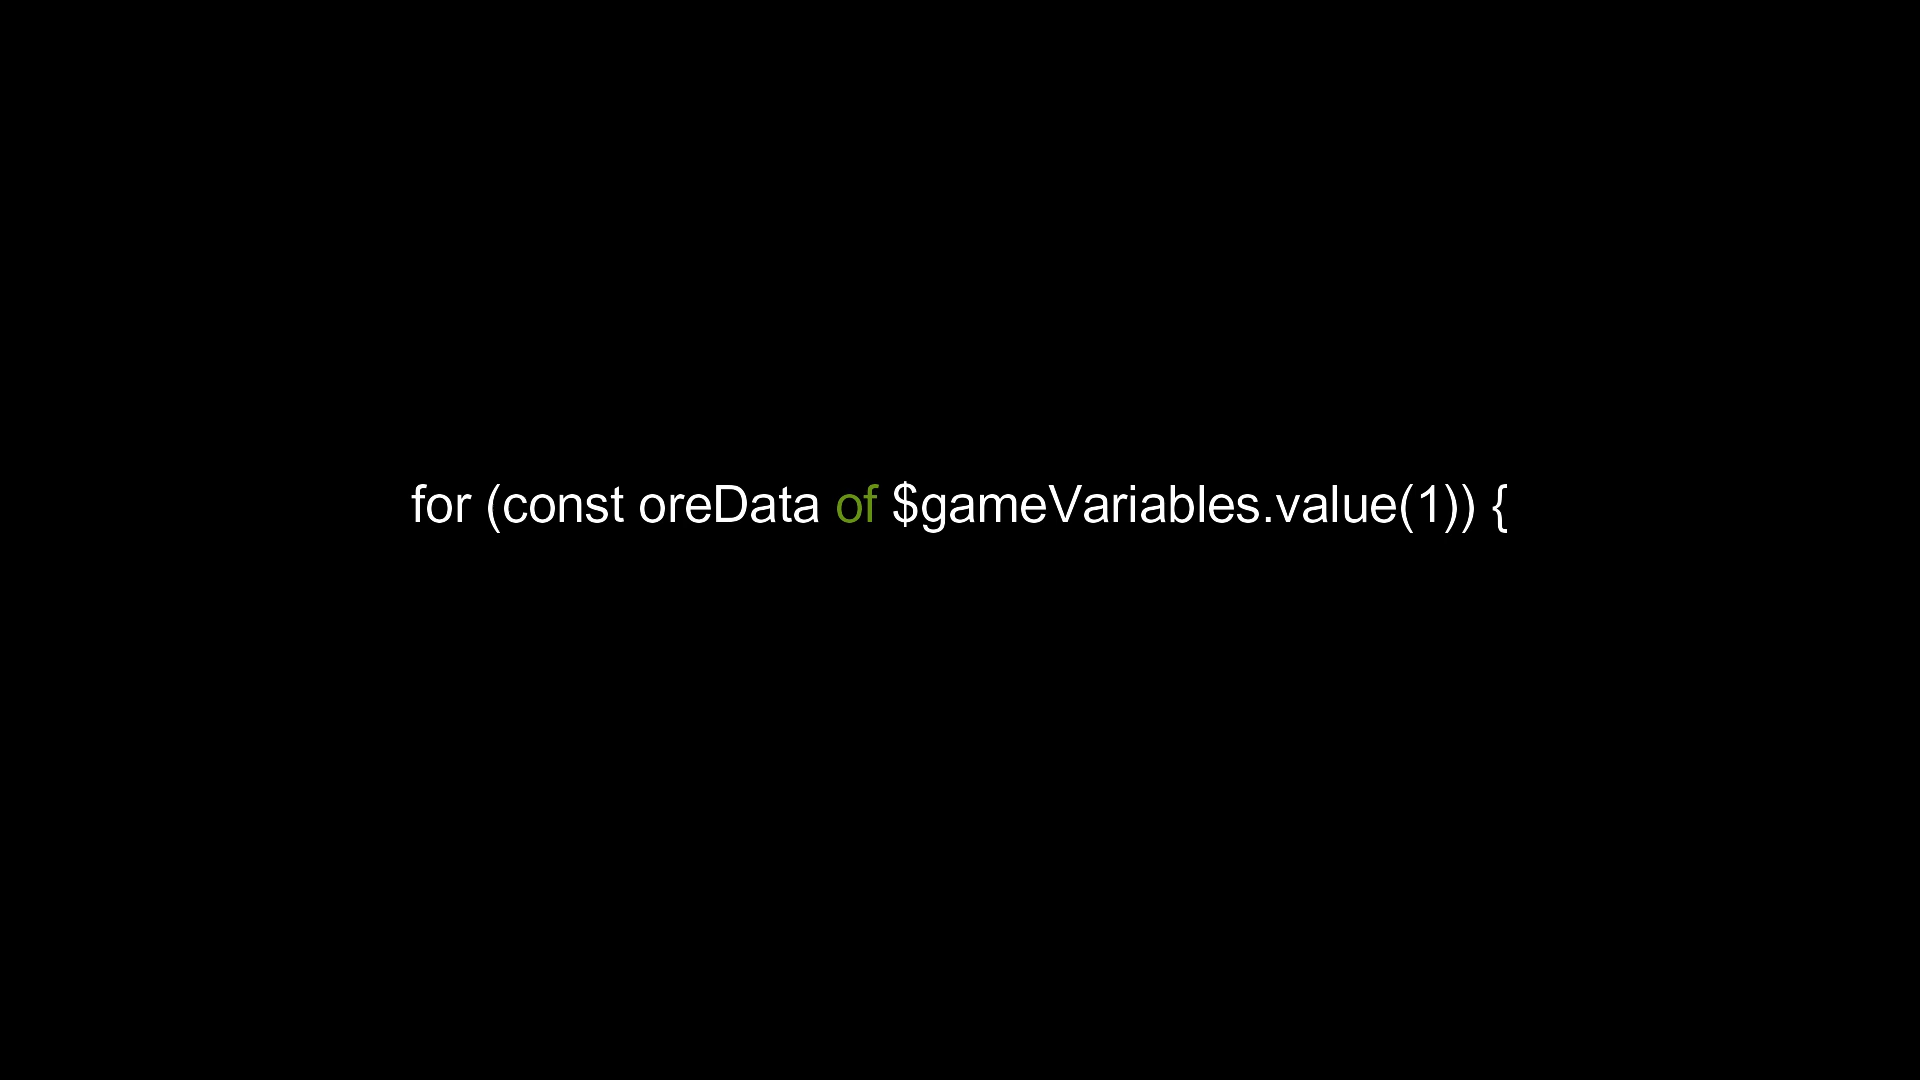 for (const oreData of $gameVariables.value(1)) {